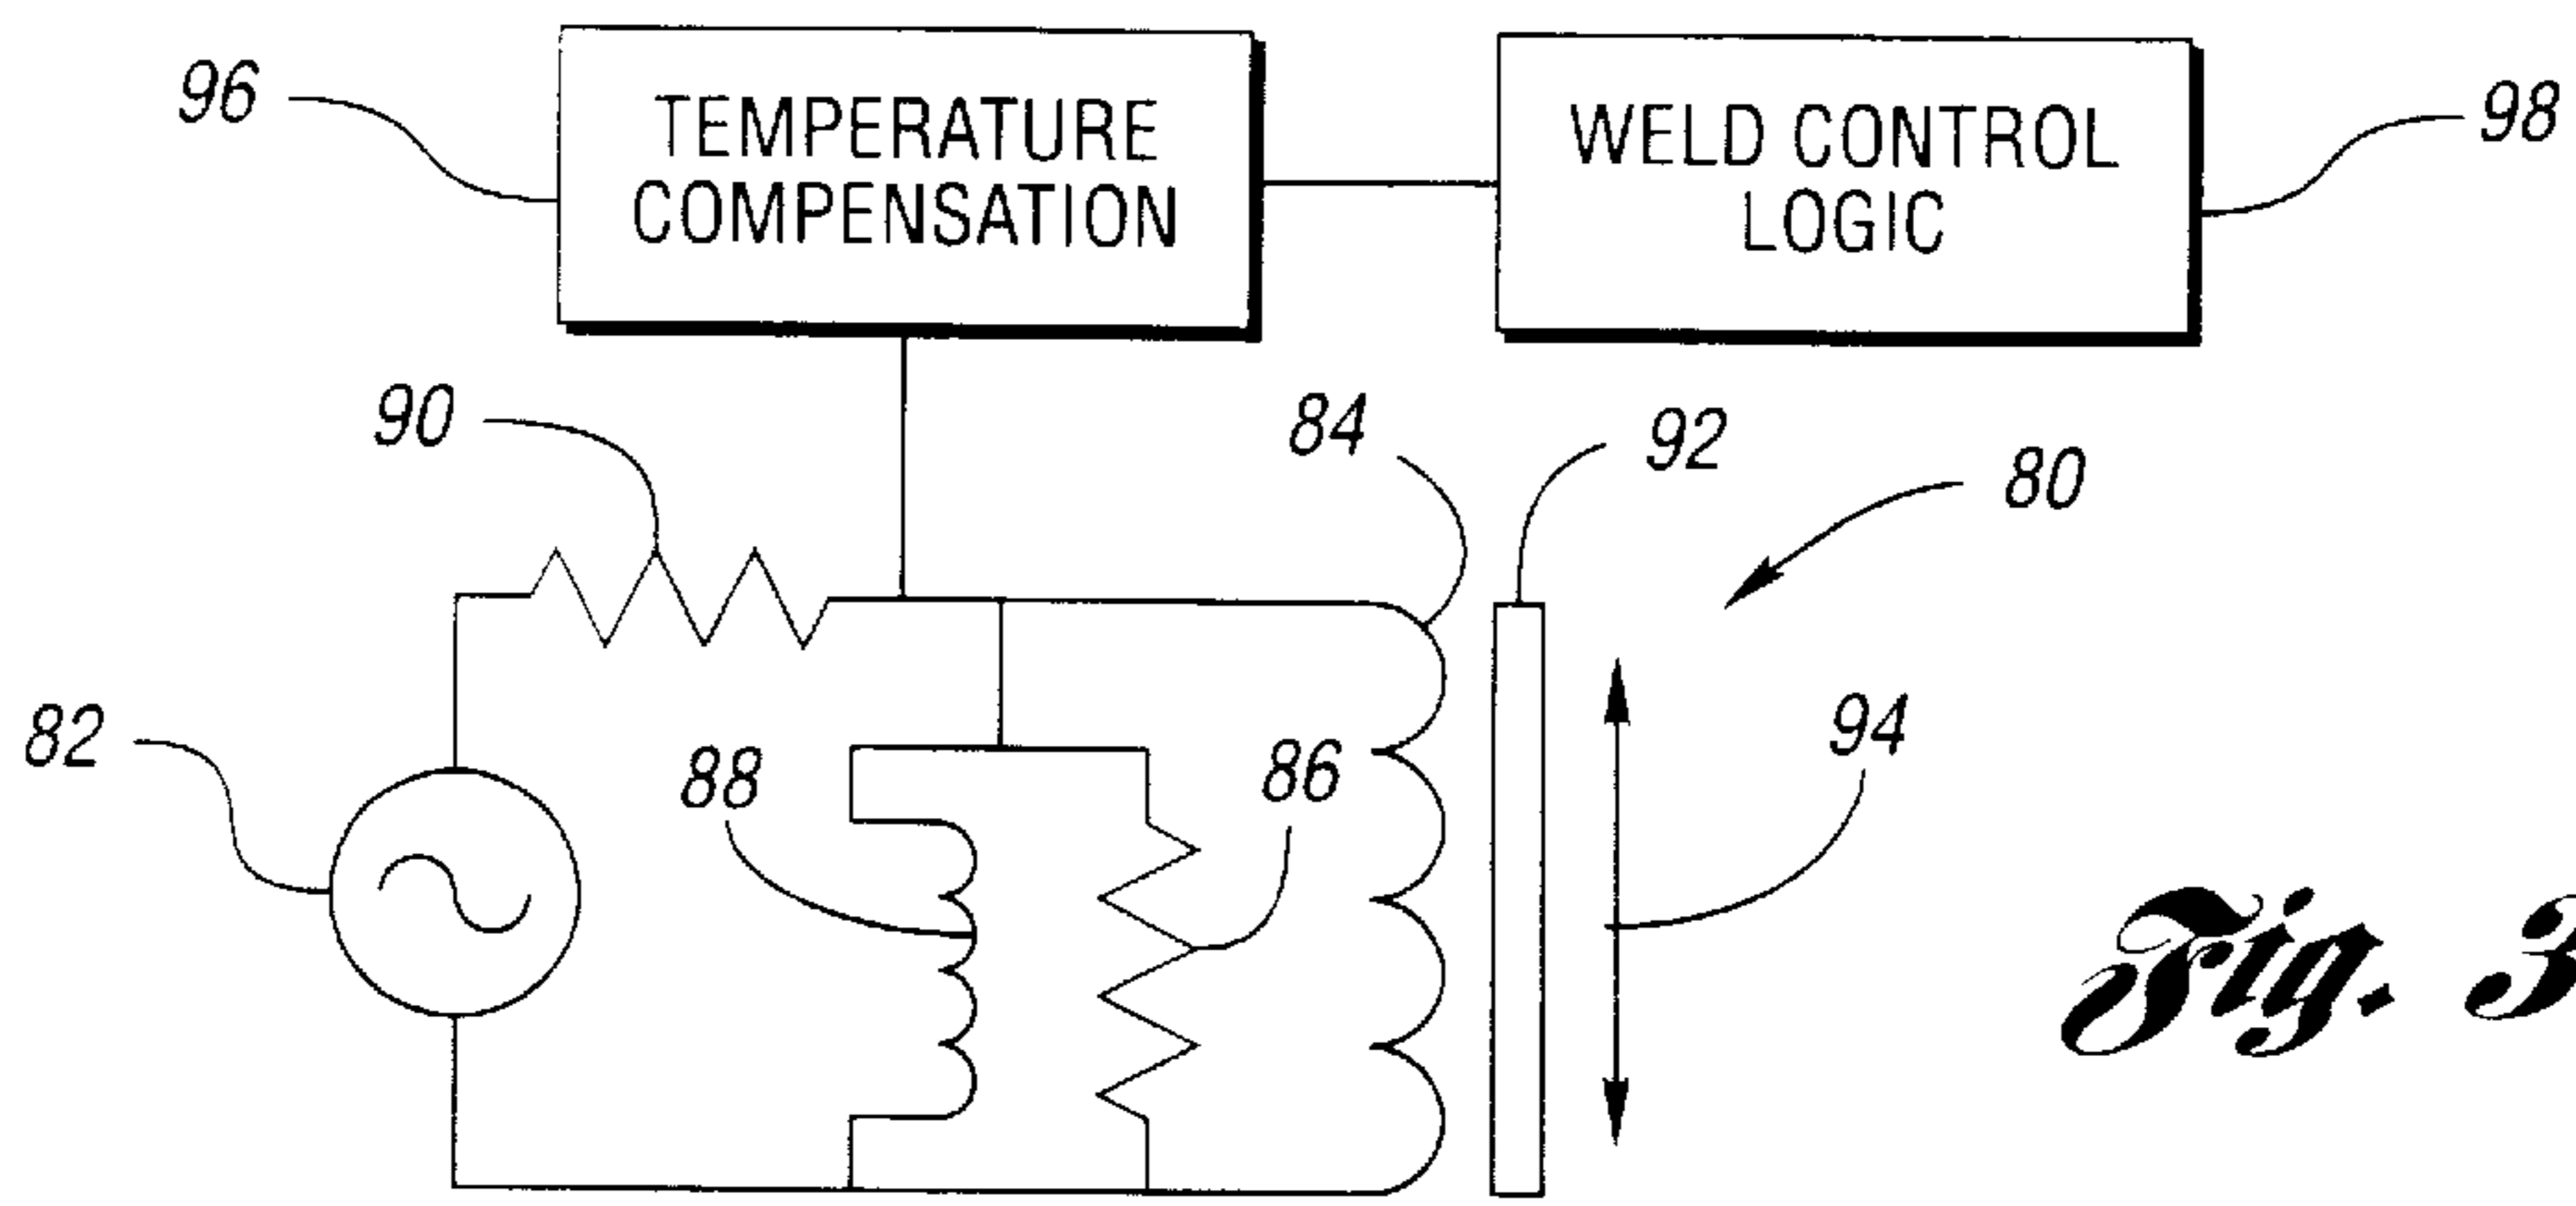 96
TEMPERATURE
COMPENSATION
WELD CONTROL
LOGIC
98
90
84
92
80
82
88
86
94
Fig. 3